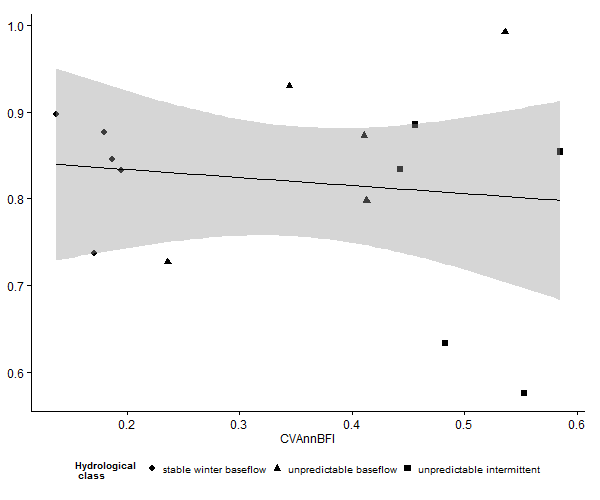 1.0
0.9
0.8
0.7
0.6
0.2 0.3 0.4 0.5 0.6
CVAnnBFI
Hydrological
class
stable winter baseflow unpredictable baseflow unpredictable intermittent